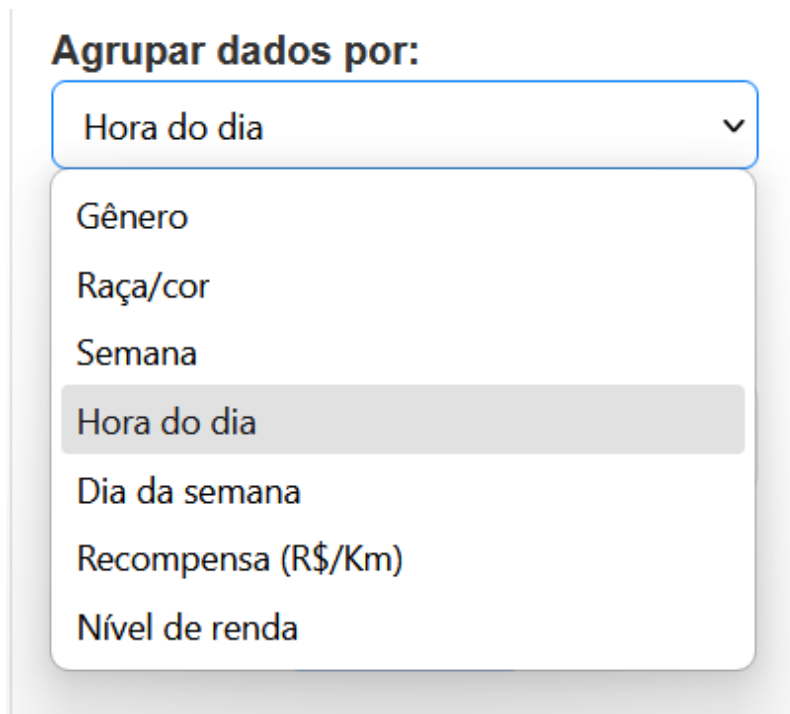 Agrupar dados por:
Hora do dia
Gênero
Raça/cor
Semana
Hora do dia
Dia da semana
Recompensa (R$/Km)
Nível de renda